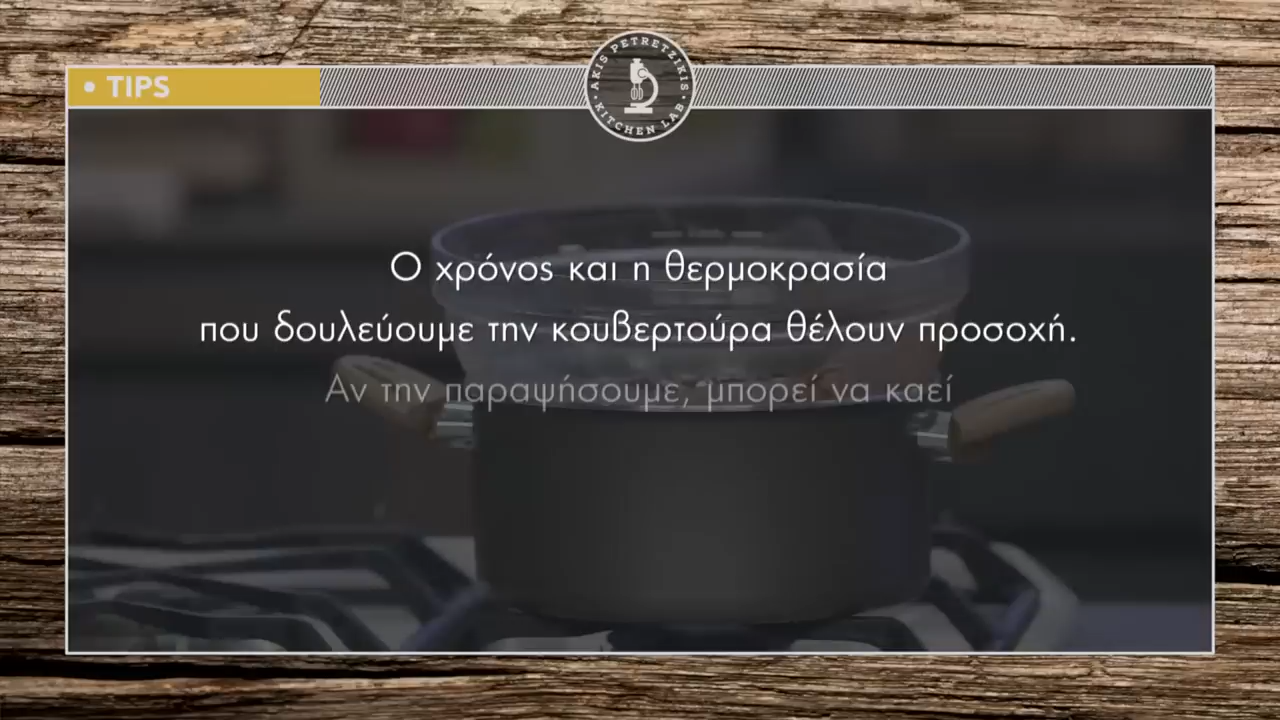 AKIS PETRETZIKIS
• TIPS
• KITCHEN LAB •
Ο χρόνος και η θερμοκρασία
που δουλεύουμε την κουβερτούρα θέλουν προσοχή.
Αν την παραψήσουμε, μπορεί να καεί